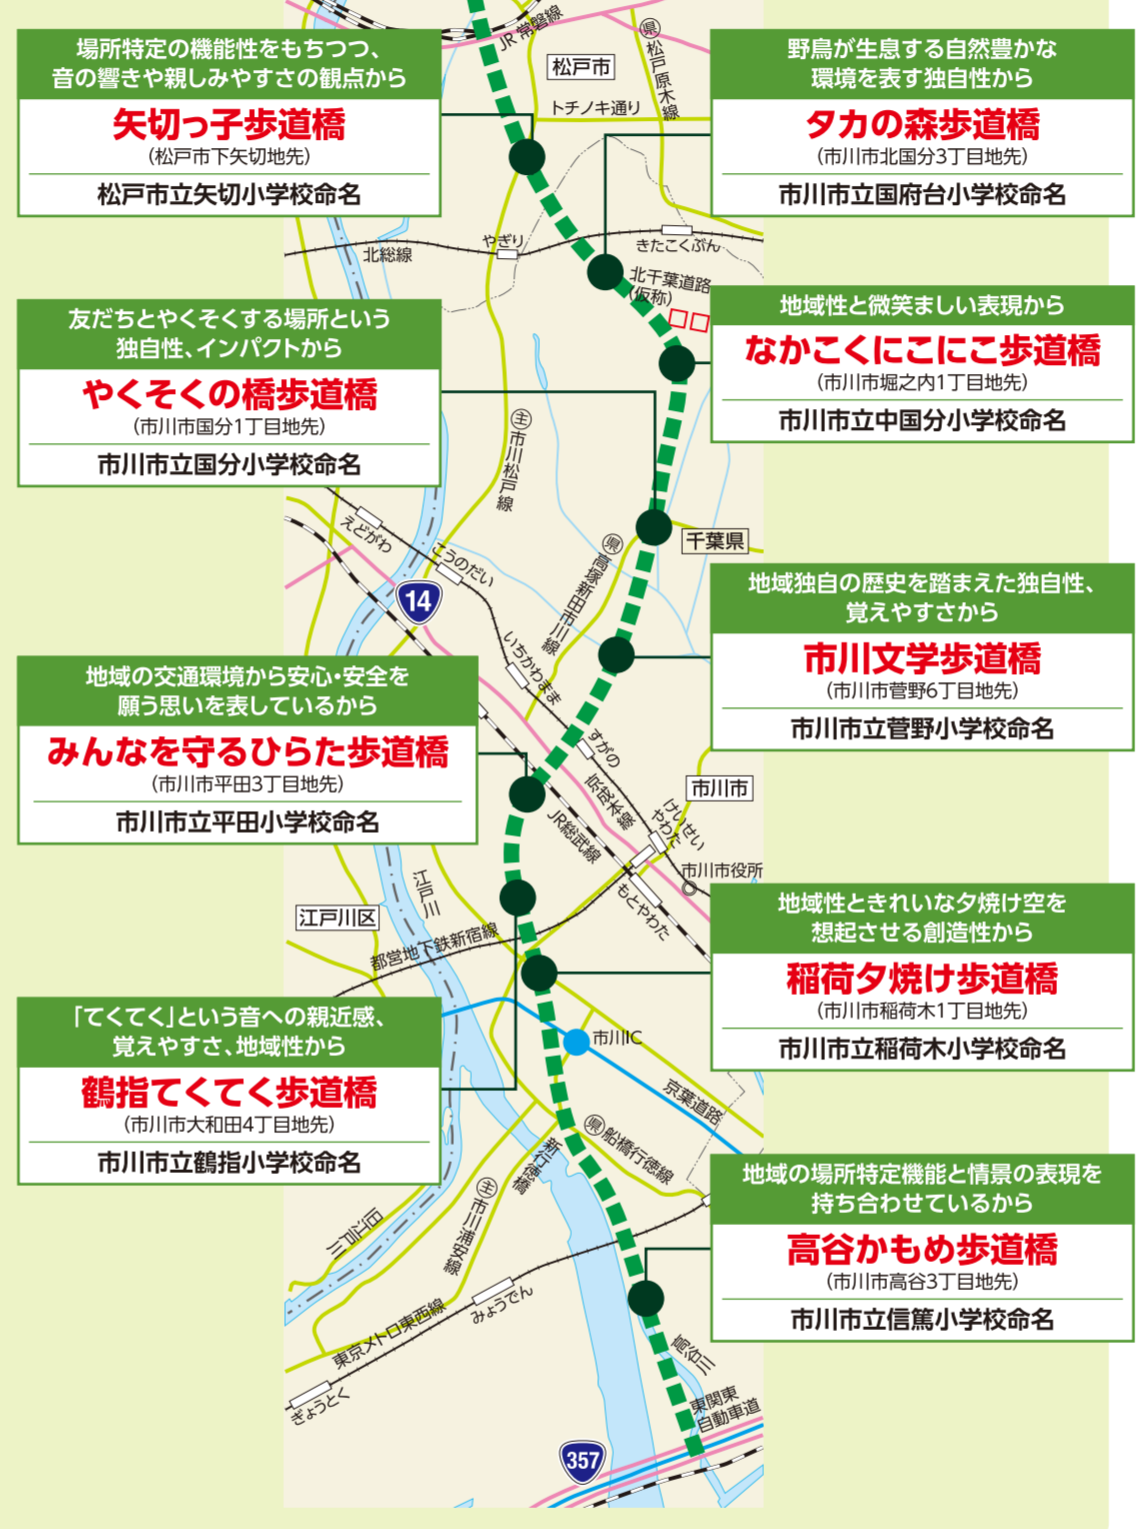 JR 常磐線
県
松戸原木線
松戸市
トチノキ通り
場所特定の機能性をもちつつ、
音の響きや親しみやすさの観点から
矢切っ子歩道橋
(松戸市下矢切地先)
松戸市立矢切小学校命名
野鳥が生息する自然豊かな
環境を表す独自性から
タカの森歩道橋
(市川市北国分3丁目地先)
市川市立国府台小学校命名
北総線
やぎり
きたこくぶん
北千葉道路
(仮称)
友だちとやくそくする場所という
独自性、インパクトから
やくそくの橋歩道橋
(市川市国分1丁目地先)
市川市立国分小学校命名
地域性と微笑ましい表現から
なかこくにこにこ歩道橋
(市川市堀之内1丁目地先)
市川市立中国分小学校命名
主
市川松戸線
えどがわ
こうのだい
14
県
高塚新田市川線
千葉県
いちかわまま
地域独自の歴史を踏まえた独自性、
覚えやすさから
市川文学歩道橋
(市川市菅野6丁目地先)
市川市立菅野小学校命名
地域の交通環境から安心・安全を
願う思いを表しているから
みんなを守るひらた歩道橋
(市川市平田3丁目地先)
市川市立平田小学校命名
すがの
京成本線
市川市
けいせい
やわた
JR総武線
市川市役所
もとやわた
江戸川
江戸川区
都営地下鉄新宿線
地域性ときれいな夕焼け空を
想起させる創造性から
稲荷夕焼け歩道橋
(市川市稲荷木1丁目地先)
市川市立稲荷木小学校命名
「てくてく」という音への親近感、
覚えやすさ、地域性から
鶴指てくてく歩道橋
(市川市大和田4丁目地先)
市川市立鶴指小学校命名
市川IC
京葉道路
県
船橋行徳線
新行徳橋
主
市川浦安線
旧江戸川
地域の場所特定機能と情景の表現を
持ち合わせているから
高谷かもめ歩道橋
(市川市高谷3丁目地先)
市川市立信篤小学校命名
みょうでん
東京メトロ東西線
ぎょうとく
高谷川
東関東
自動車道
357